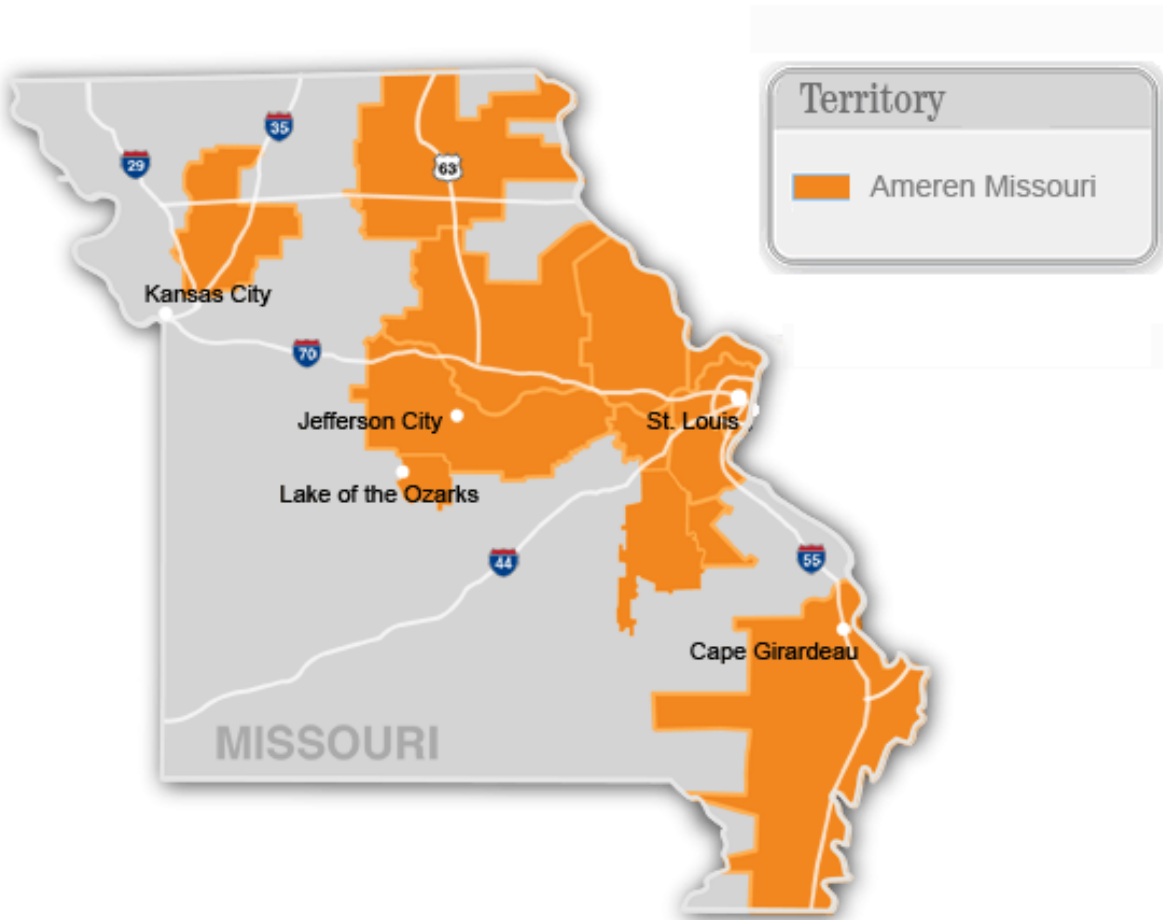 Territory
Ameren Missouri
35
29
63
Kansas City
70
Jefferson City
St. Louis
Lake of the Ozarks
44
55
Cape Girardeau
MISSOURI